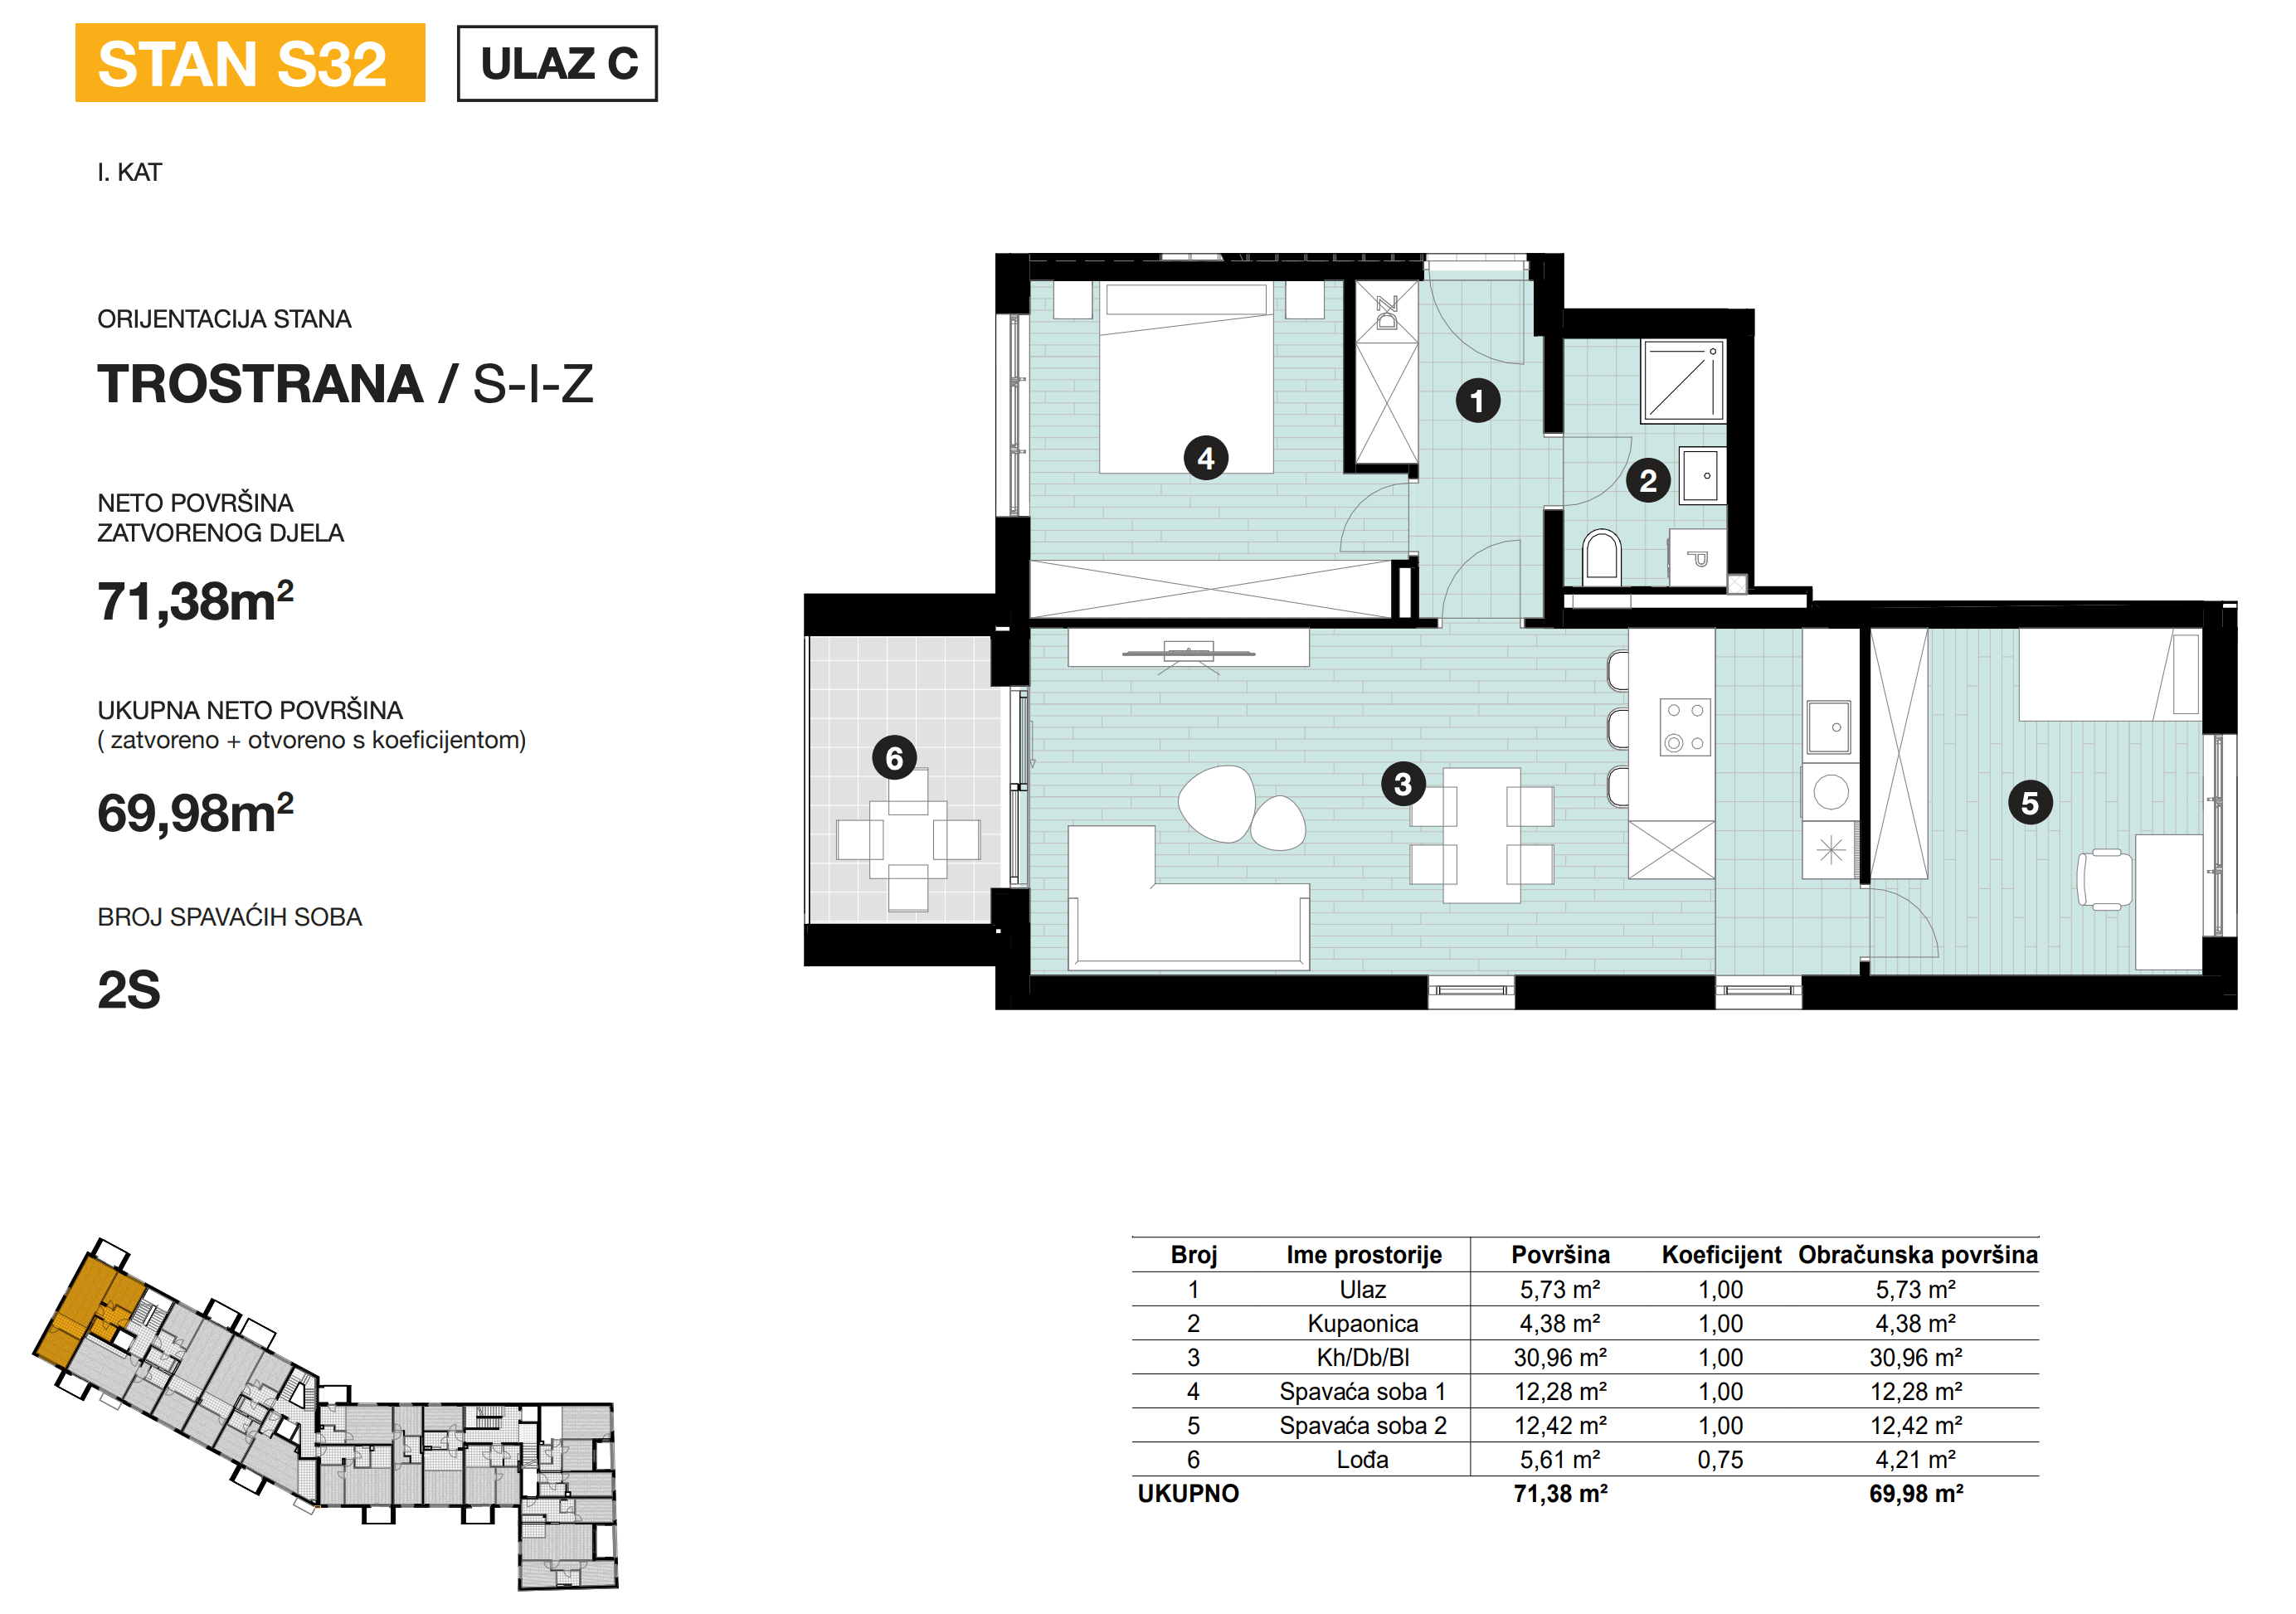 STAN S32
ULAZ C
I. KAT
ORIJENTACIJA STANA
TROSTRANA / S-I-Z
NETO POVRŠINA
ZATVORENOG DJELA
71,38m²
UKUPNA NETO POVRŠINA
( zatvoreno + otvoreno s koeficijentom)
69,98m²
BROJ SPAVAĆIH SOBA
2S
DZ
1
4
2
P
6
3
5
Broj Ime prostorije Površina Koeficijent Obračunska površina
1 Ulaz 5,73 m² 1,00 5,73 m²
2 Kupaonica 4,38 m² 1,00 4,38 m²
3 Kh/Db/Bl 30,96 m² 1,00 30,96 m²
4 Spavaća soba 1 12,28 m² 1,00 12,28 m²
5 Spavaća soba 2 12,42 m² 1,00 12,42 m²
6 Lođa 5,61 m² 0,75 4,21 m²
UKUPNO 71,38 m² 69,98 m²